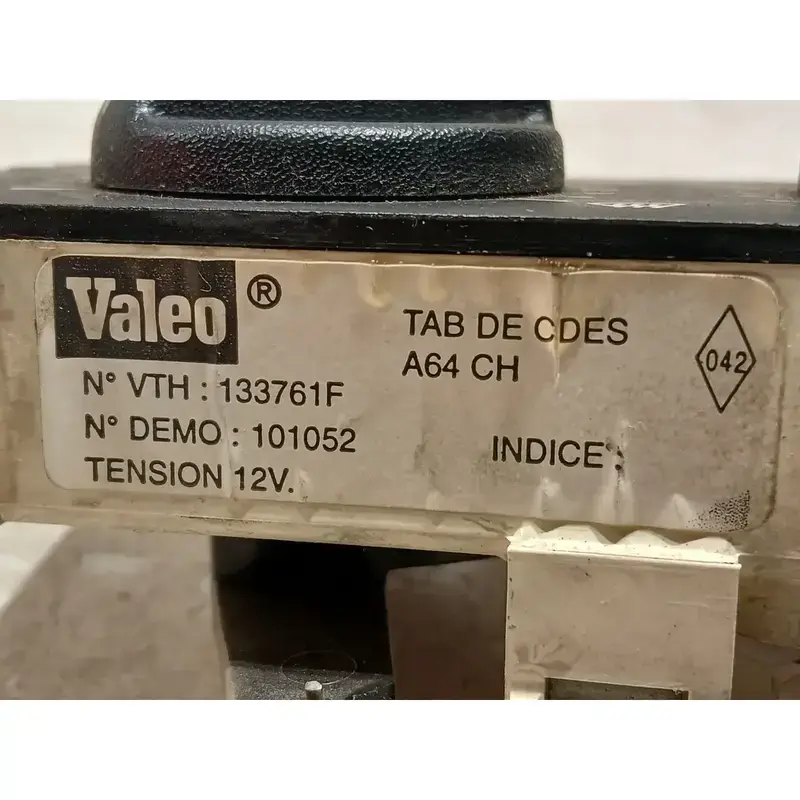 Valeo®
TAB DE CDES
A64 CH
042
N° VTH : 133761F
N° DEMO : 101052
INDICE :
TENSION 12V.